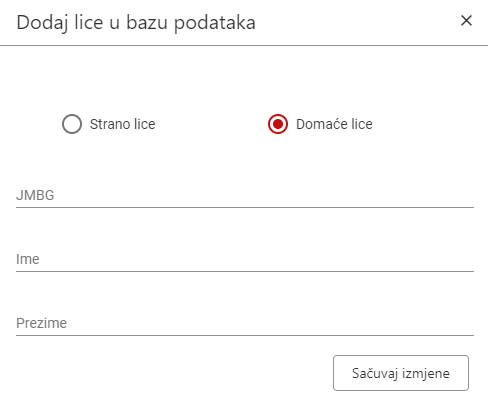 Dodaj lice u bazu podataka
Strano lice
Domaće lice
JMBG
Ime
Prezime
Sačuvaj izmjene